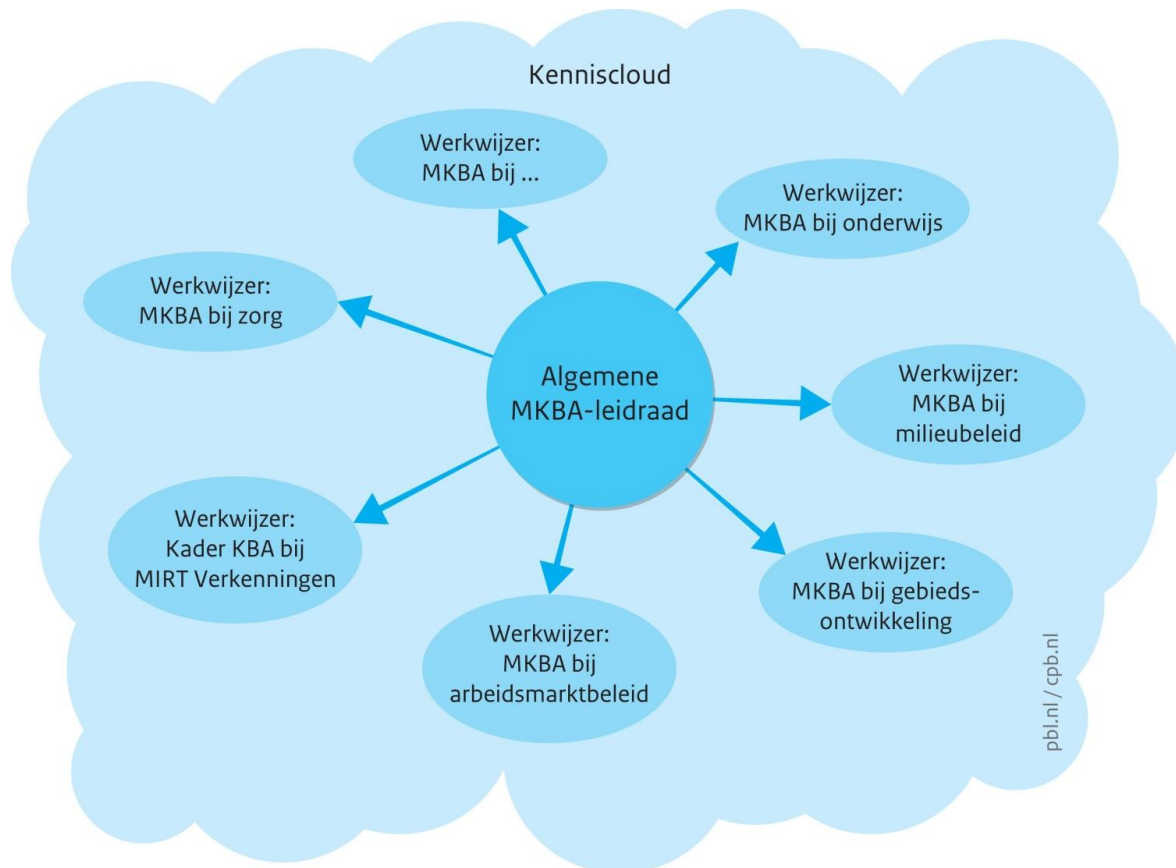 Kenniscloud
Werkwijzer:
MKBA bij ...
Werkwijzer:
MKBA bij onderwijs
Werkwijzer:
MKBA bij zorg
Algemene
MKBA-leidraad
Werkwijzer:
MKBA bij
milieubeleid
Werkwijzer:
Kader KBA bij
MIRT Verkenningen
Werkwijzer:
MKBA bij gebieds-
ontwikkeling
Werkwijzer:
MKBA bij
arbeidsmarktbeleid
pbl.nl / cpb.nl